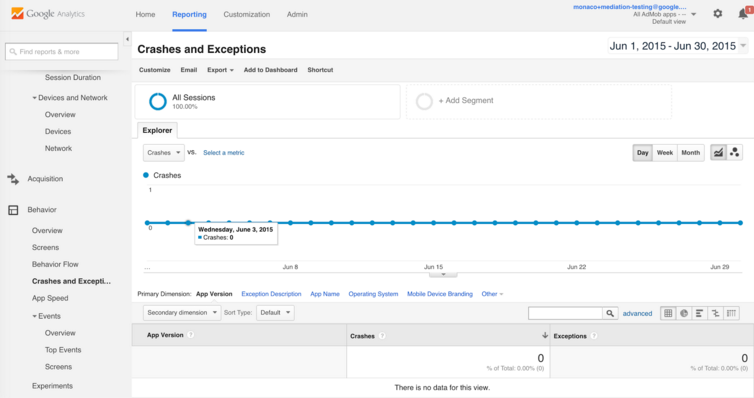 Google Analytics
Home Reporting Customization Admin
monaco+mediation-testing@google....
All AdMob apps - --
Default view
1
Find reports & more
Session Duration
Devices and Network
Overview
Devices
Network
Acquisition
Behavior
Overview
Screens
Behavior Flow
Crashes and Excepti...
App Speed
Events
Overview
Top Events
Screens
Experiments
Crashes and Exceptions
Jun 1, 2015 - Jun 30, 2015
Customize Email Export Add to Dashboard Shortcut
All Sessions
100.00%
+ Add Segment
Explorer
Crashes VS. Select a metric
Day Week Month
Crashes
1
0
Wednesday, June 3, 2015
Crashes: 0
... Jun 8 Jun 15 Jun 22 Jun 29
Primary Dimension: App Version Exception Description App Name Operating System Mobile Device Branding Other
Secondary dimension Sort Type: Default advanced
App Version ? Crashes ? Exceptions ?
0 0
% of Total: 0.00% (0) % of Total: 0.00% (0)
There is no data for this view.